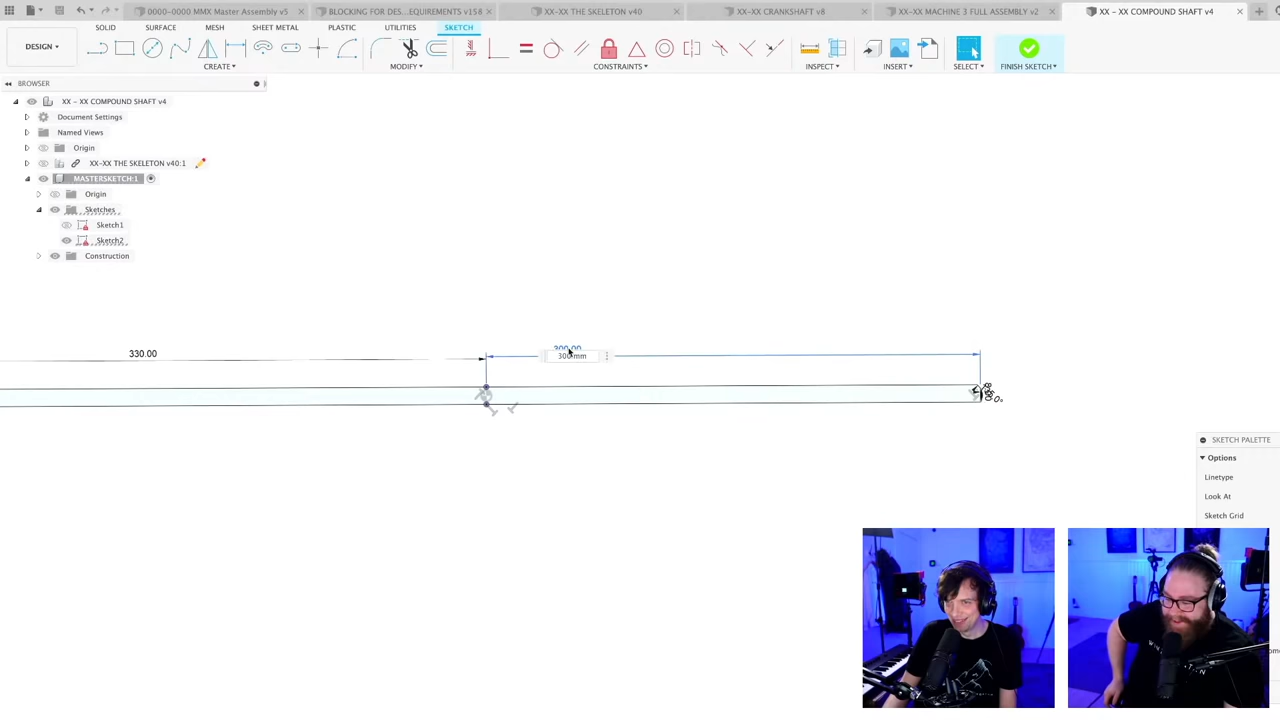 0000-0000 MMX Master Assembly v5
BLOCKING FOR DES...EQUIREMENTS v158
XX-XX THE SKELETON v40
XX-XX CRANKSHAFT v8
XX-XX MACHINE 3 FULL ASSEMBLY v2
XX - XX COMPOUND SHAFT v4
DESIGN
SOLID
SURFACE
MESH
SHEET METAL
PLASTIC
UTILITIES
SKETCH
CREATE
MODIFY
CONSTRAINTS
INSPECT
INSERT
SELECT
FINISH SKETCH
BROWSER
XX - XX COMPOUND SHAFT v4
Document Settings
Named Views
Origin
XX-XX THE SKELETON v40:1
MASTERSKETCH:1
Origin
Sketches
Sketch1
Sketch2
Construction
330.00
300.00
300 mm
SKETCH PALETTE
Options
Linetype
Look At
Sketch Grid